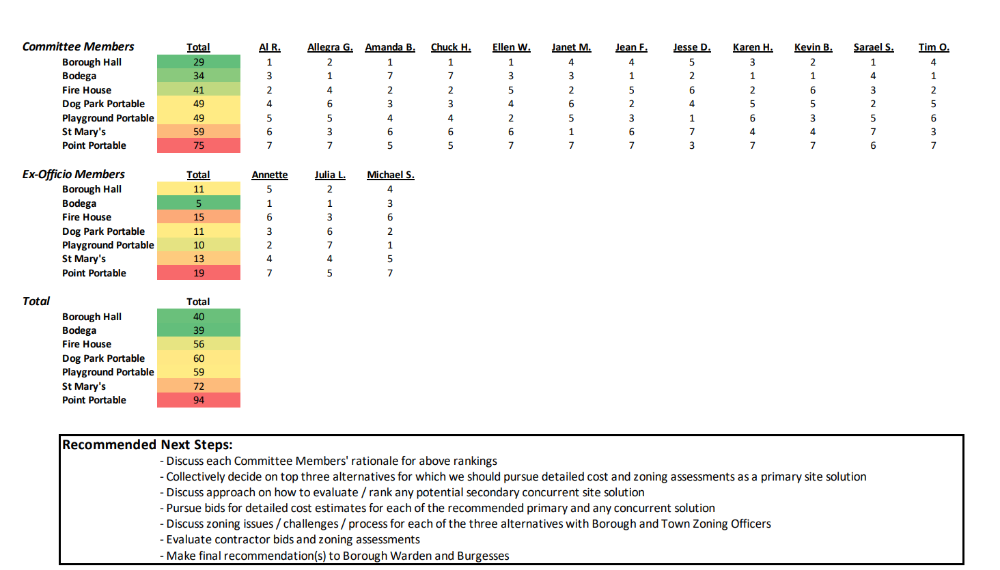 Committee Members Total Al R. Allegra G. Amanda B. Chuck H. Ellen W. Janet M. Jean F. Jesse D. Karen H. Kevin B. Sarael S. Tim O.
Borough Hall 29 1 2 1 1 1 4 4 5 3 2 1 4
Bodega 34 3 1 7 7 3 3 1 2 1 1 4 1
Fire House 41 2 4 2 2 5 2 5 6 2 6 3 2
Dog Park Portable 49 4 6 3 3 4 6 2 4 5 5 2 5
Playground Portable 49 5 5 4 4 2 5 3 1 6 3 5 6
St Mary's 59 6 3 6 6 6 1 6 7 4 4 7 3
Point Portable 75 7 7 5 5 7 7 7 3 7 7 6 7
Ex-Officio Members Total Annette Julia L. Michael S.
Borough Hall 11 5 2 4
Bodega 5 1 1 3
Fire House 15 6 3 6
Dog Park Portable 11 3 6 2
Playground Portable 10 2 7 1
St Mary's 13 4 4 5
Point Portable 19 7 5 7
Total Total
Borough Hall 40
Bodega 39
Fire House 56
Dog Park Portable 60
Playground Portable 59
St Mary's 72
Point Portable 94
Recommended Next Steps:
- Discuss each Committee Members' rationale for above rankings
- Collectively decide on top three alternatives for which we should pursue detailed cost and zoning assessments as a primary site solution
- Discuss approach on how to evaluate / rank any potential secondary concurrent site solution
- Pursue bids for detailed cost estimates for each of the recommended primary and any concurrent solution
- Discuss zoning issues / challenges / process for each of the three alternatives with Borough and Town Zoning Officers
- Evaluate contractor bids and zoning assessments
- Make final recommendation(s) to Borough Warden and Burgesses